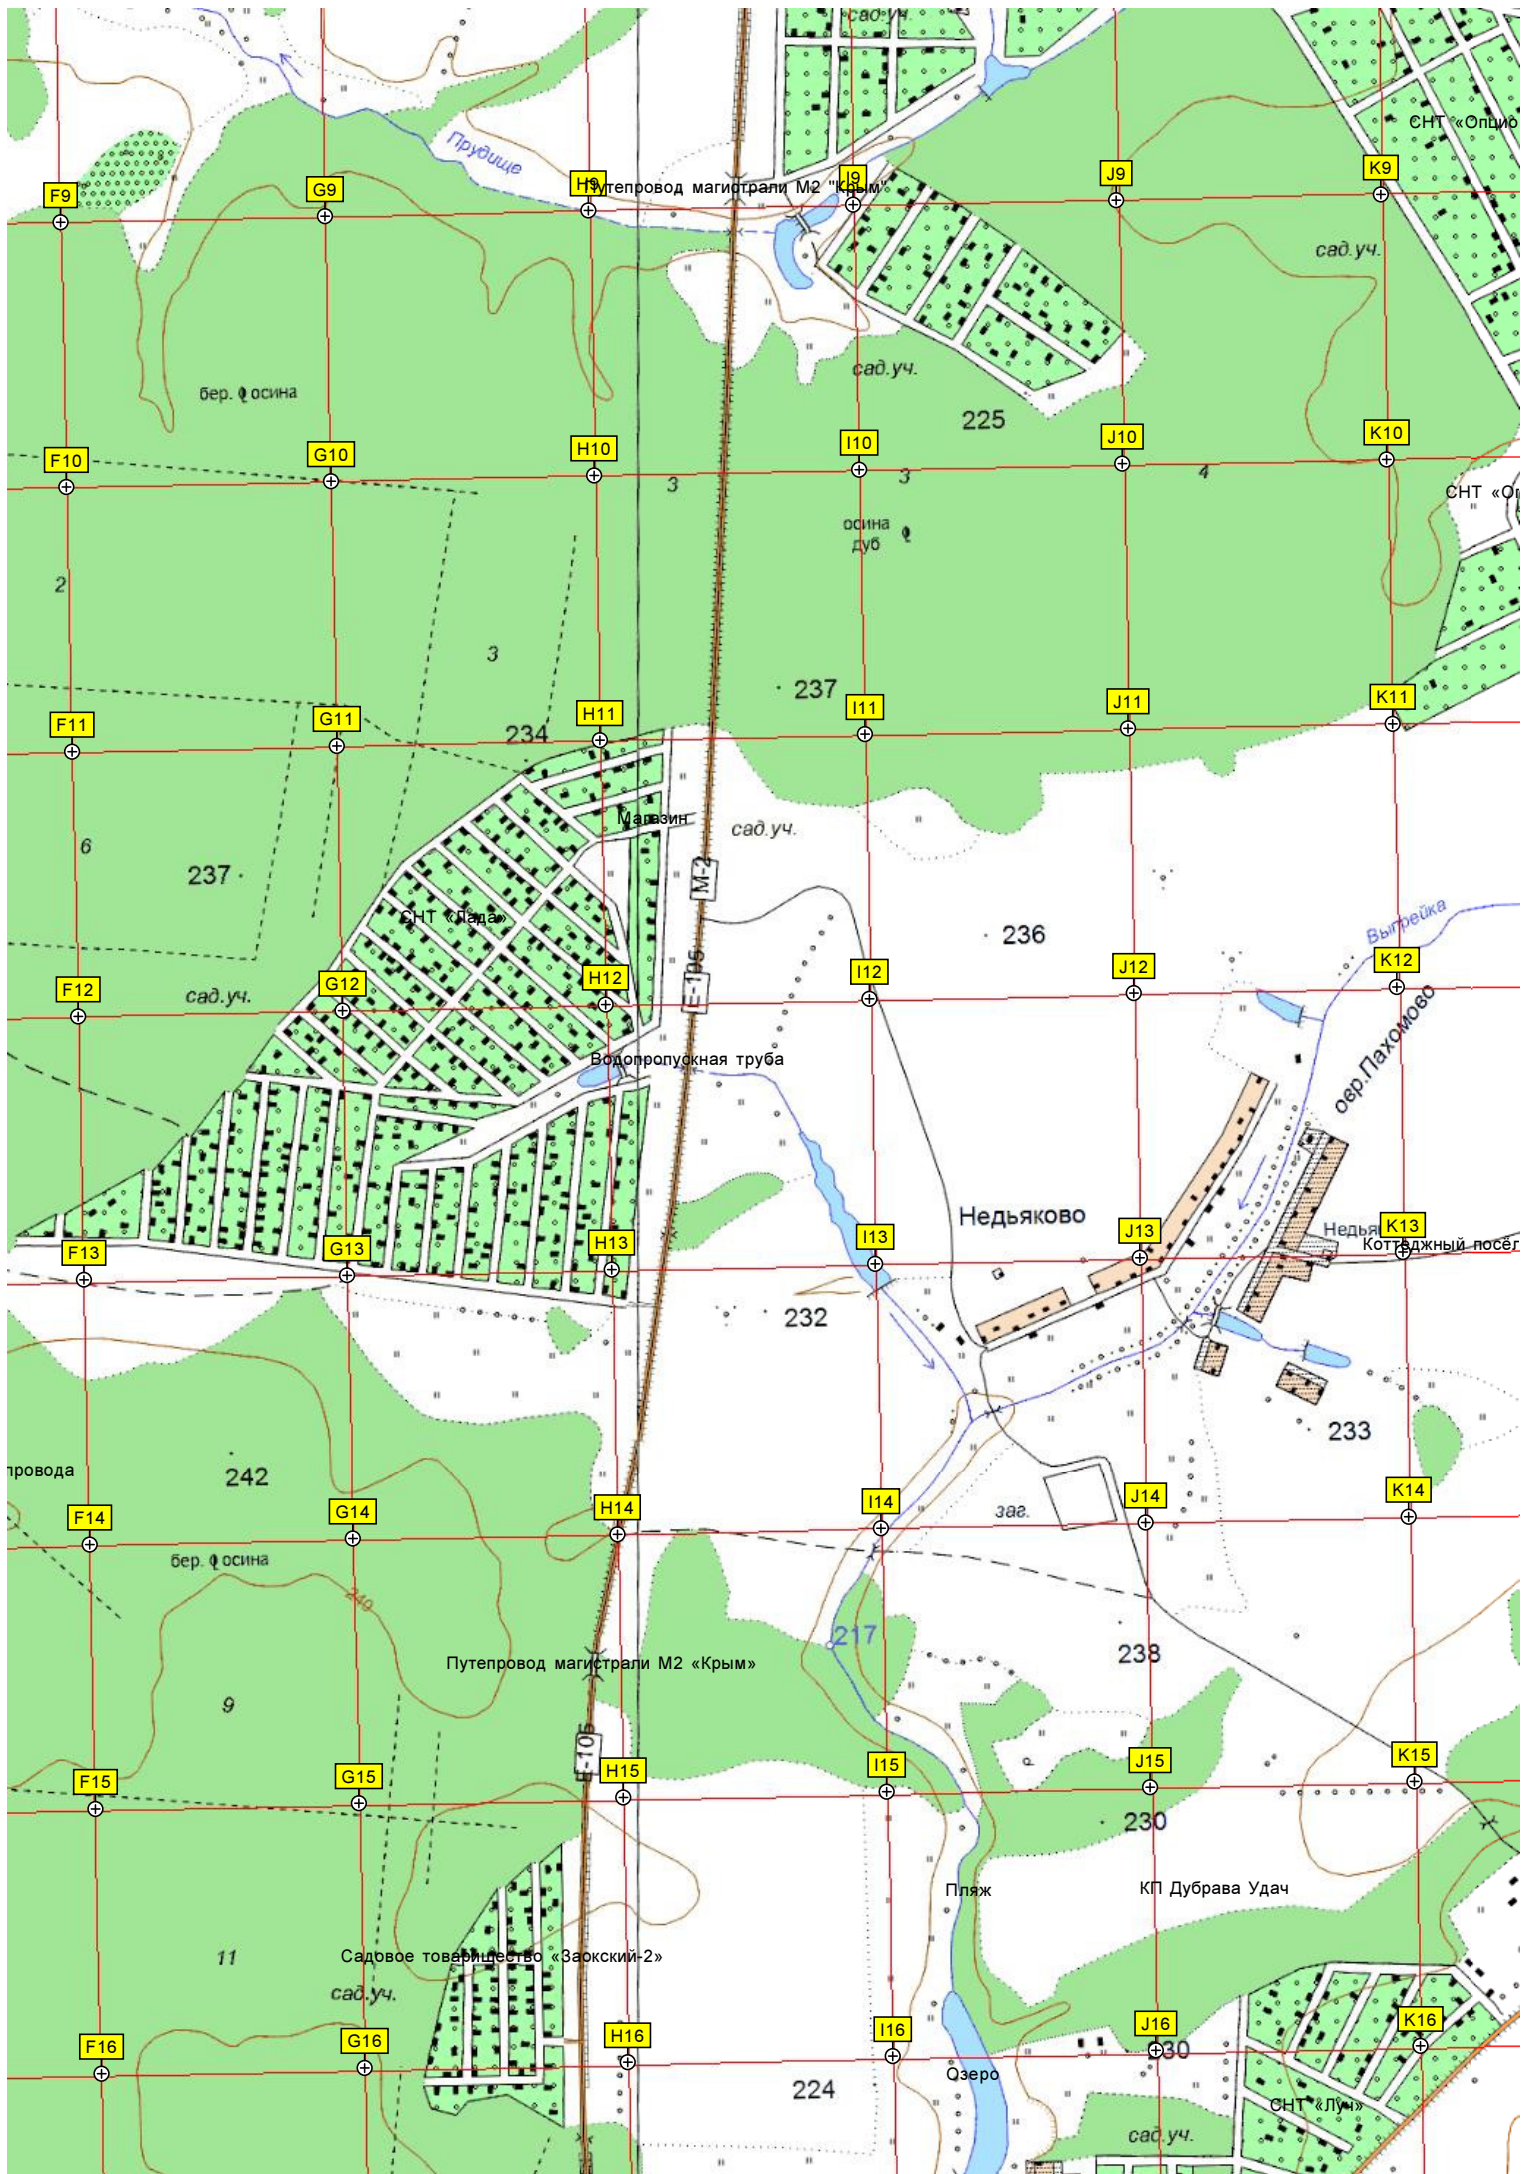 сад.уч.
СНТ «Опцио
Прудище
Путепровод магистрали М2 "Крым"
F9
G9
H9
I9
J9
K9
сад.уч.
сад.уч.
бер. осина
225
F10
G10
H10
I10
J10
K10
3
3
4
СНТ «Оп
осина
дуб
2
3
237
F11
G11
H11
I11
J11
K11
234
Магазин
сад.уч.
6
237
М-2
СНТ «Лада»
236
Выгрейка
F12
G12
H12
I12
J12
K12
сад.уч.
Е-105
овр.Пахомово
Водопропускная труба
Недьяково
Недья
F13
G13
H13
I13
J13
K13
Коттеджный посёл
232
233
провода
242
F14
G14
H14
I14
J14
K14
заг.
бер. осина
240
217
238
Путепровод магистрали М2 «Крым»
9
Е-105
F15
G15
H15
I15
J15
K15
230
Пляж
КП Дубрава Удач
11
Садовое товарищество «Заокский-2»
сад.уч.
F16
G16
H16
I16
J16
K16
230
Озеро
224
СНТ «Луч»
сад.уч.